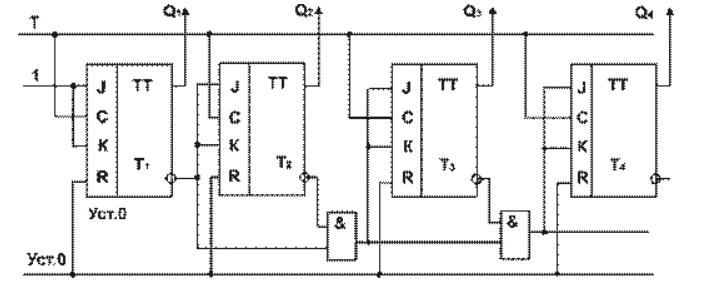 T Q1 Q2 Q3 Q4
1
J TT J TT J TT J TT
C C C C
K K K K
T1 T2 T3 T4
R R R R
& &
Уст.0
Уст.0